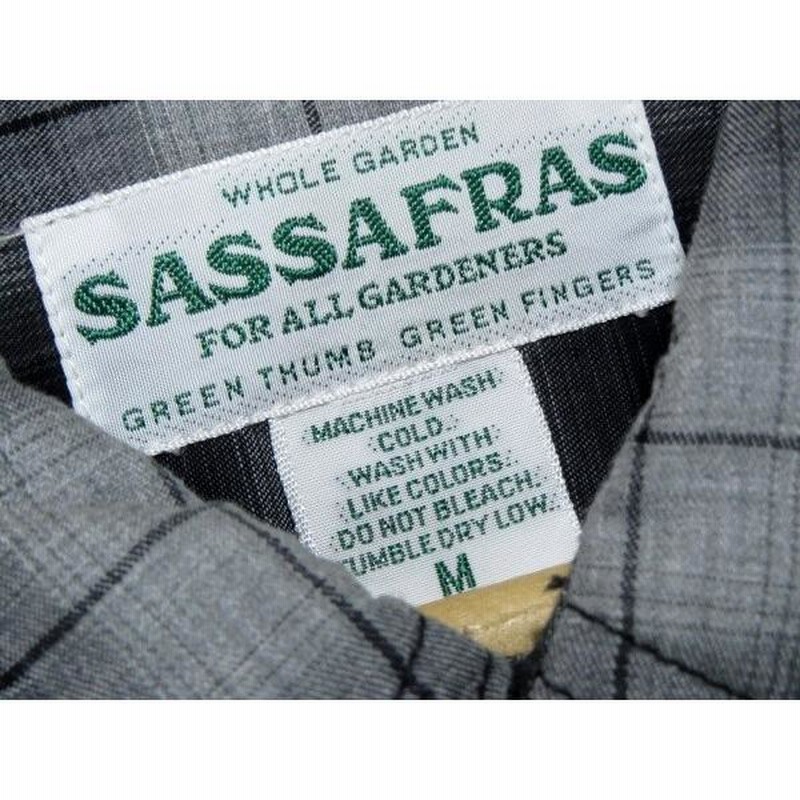 WHOLE GARDEN
SASSAFRAS
FOR ALL GARDENERS
GREEN THUMB GREEN FINGERS
MACHINE WASH
COLD.
WASH WITH
LIKE COLORS.
DO NOT BLEACH.
UMBLE DRY LOW.
M